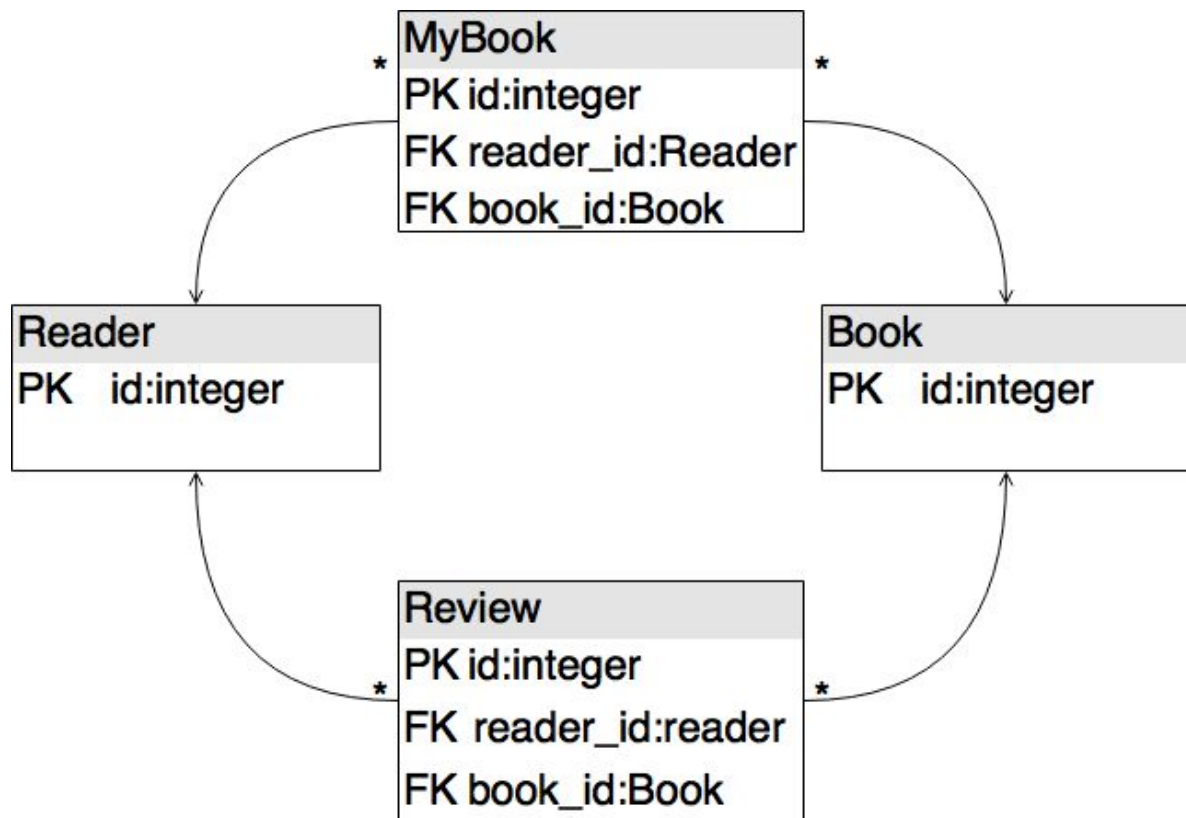 MyBook
* *
PK id:integer
FK reader_id:Reader
FK book_id:Book
Reader
PK id:integer
Book
PK id:integer
Review
PK id:integer
* *
FK reader_id:reader
FK book_id:Book